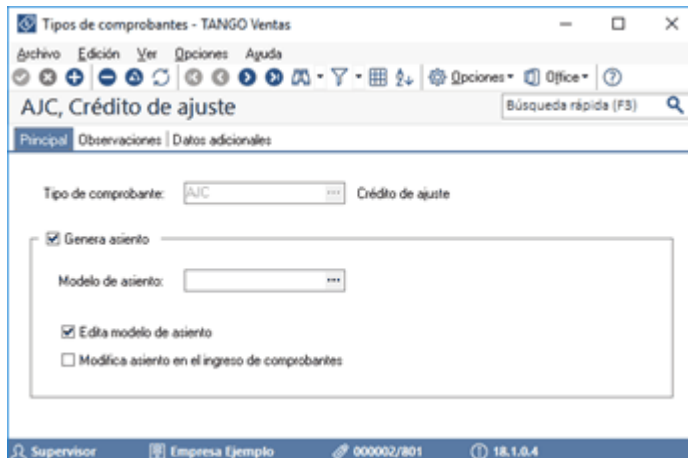 Tipos de comprobantes - TANGO Ventas
Archivo Edición Ver Opciones Ayuda
Opciones Office
AJC, Crédito de ajuste
Búsqueda rápida (F3)
Principal Observaciones Datos adicionales
Tipo de comprobante: AJC ... Crédito de ajuste
Genera asiento
Modelo de asiento: ...
Edita modelo de asiento
Modifica asiento en el ingreso de comprobantes
Supervisor Empresa Ejemplo 000002/801 18.1.0.4